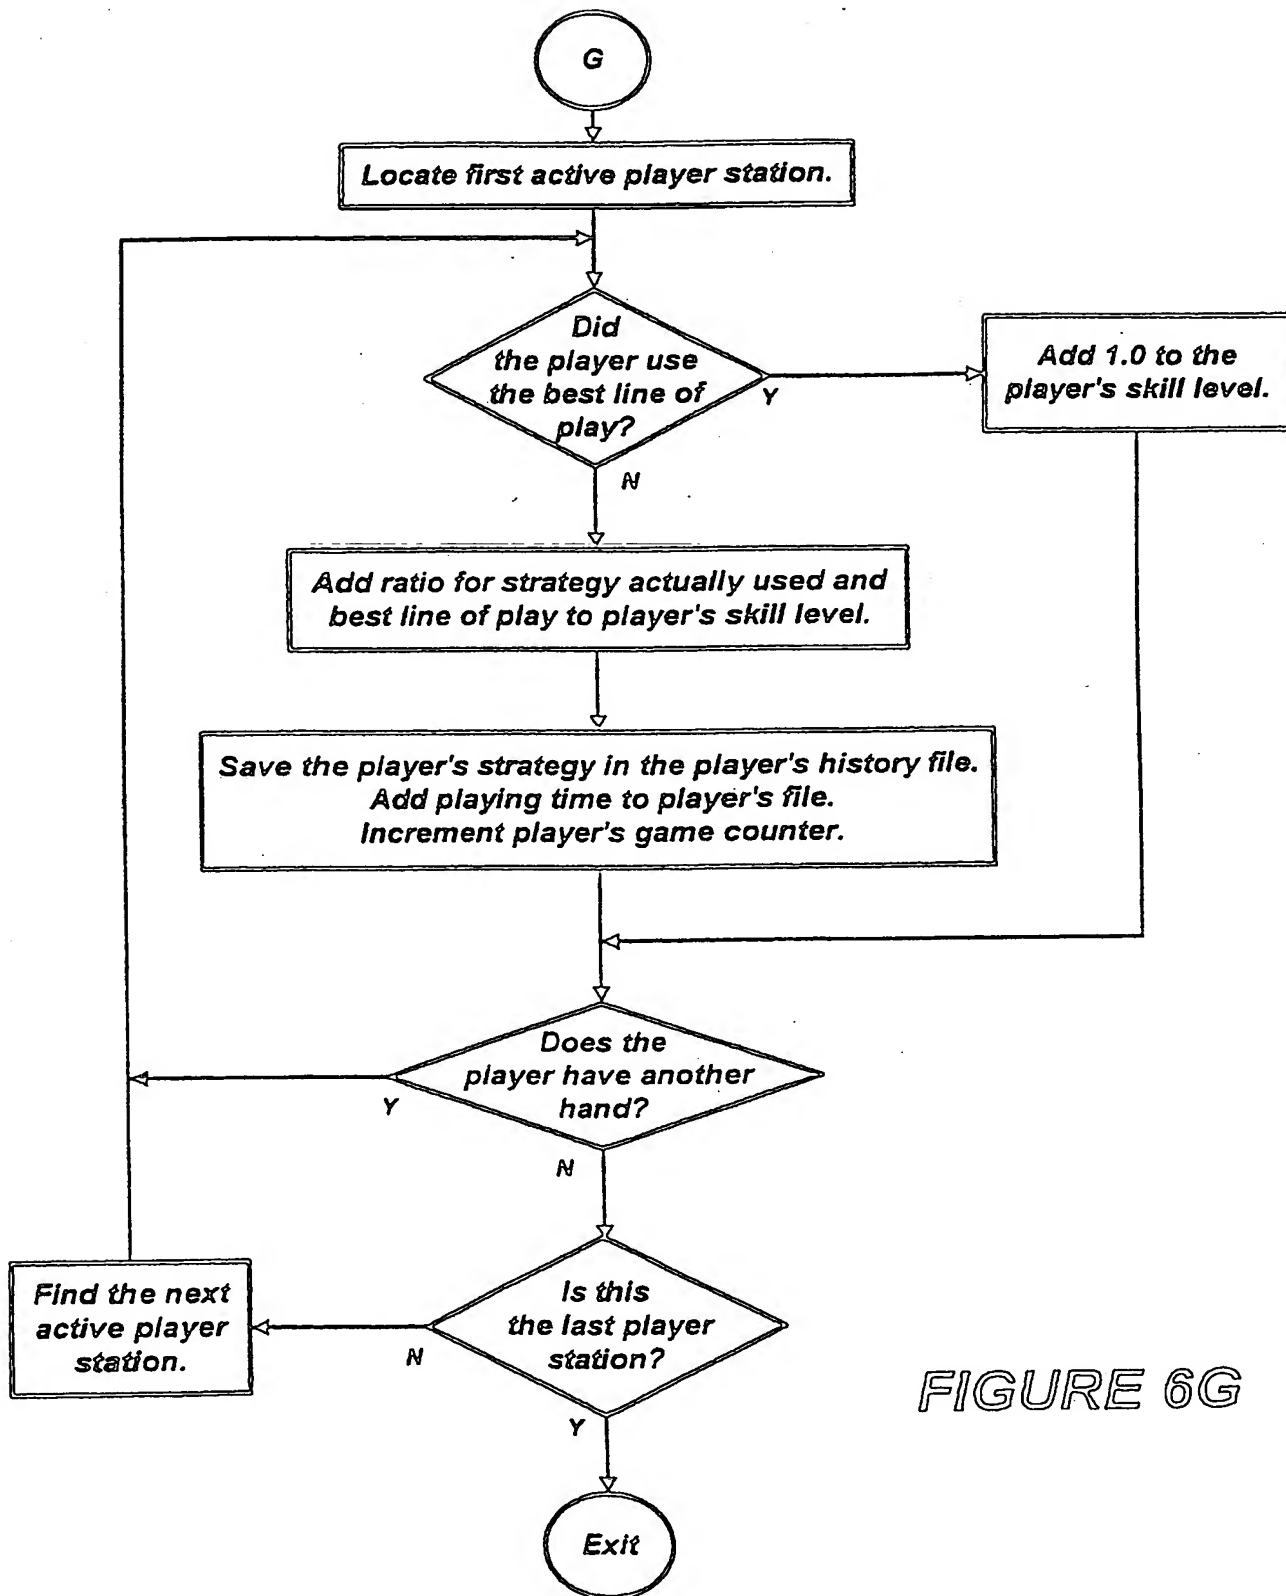 G
Locate first active player station.
Did
the player use
the best line of
play?
Y
Add 1.0 to the
player's skill level.
N
Add ratio for strategy actually used and
best line of play to player's skill level.
Save the player's strategy in the player's history file.
Add playing time to player's file.
Increment player's game counter.
Does the
player have another
hand?
Y
N
Find the next
active player
station.
Is this
the last player
station?
N
Y
Exit
FIGURE 6G